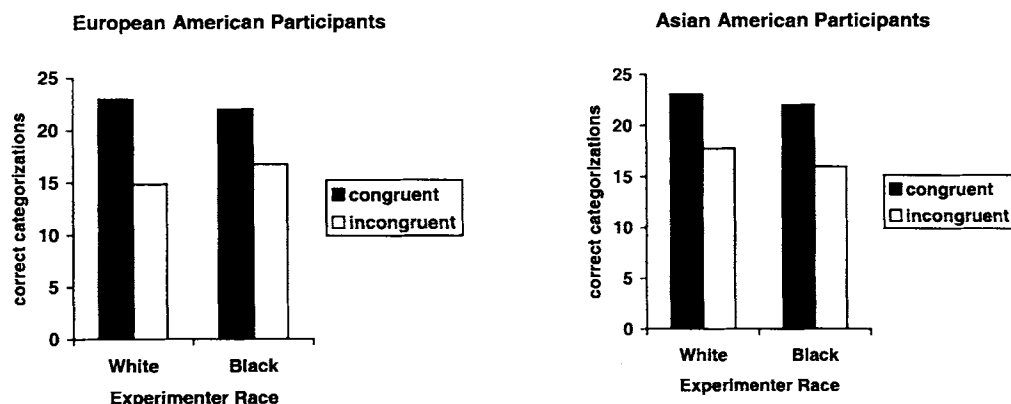 European American Participants
25
20
15
10
5
0
correct categorizations
White
Black
Experimenter Race
congruent
incongruent
Asian American Participants
25
20
15
10
5
0
correct categorizations
White
Black
Experimenter Race
congruent
incongruent